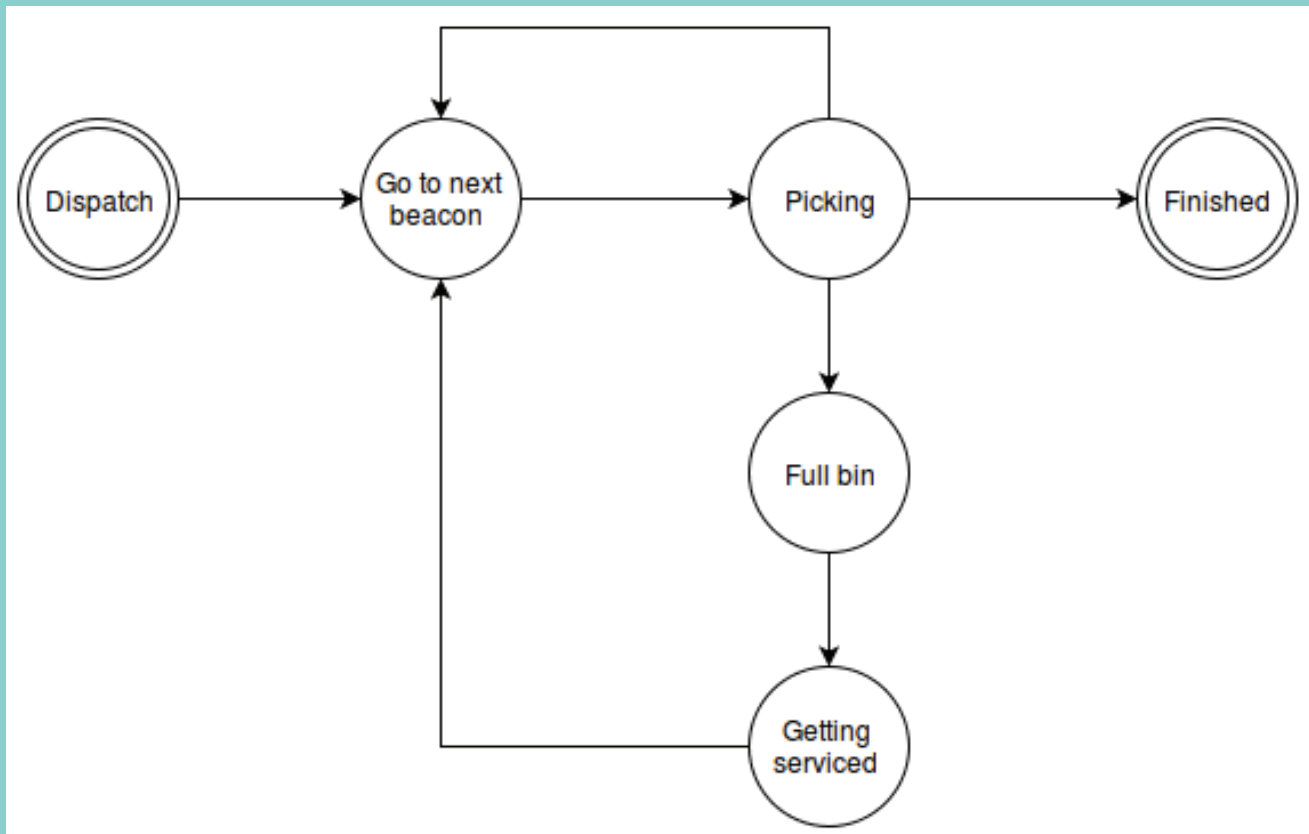 Dispatch
Go to next
beacon
Picking
Finished
Full bin
Getting
serviced